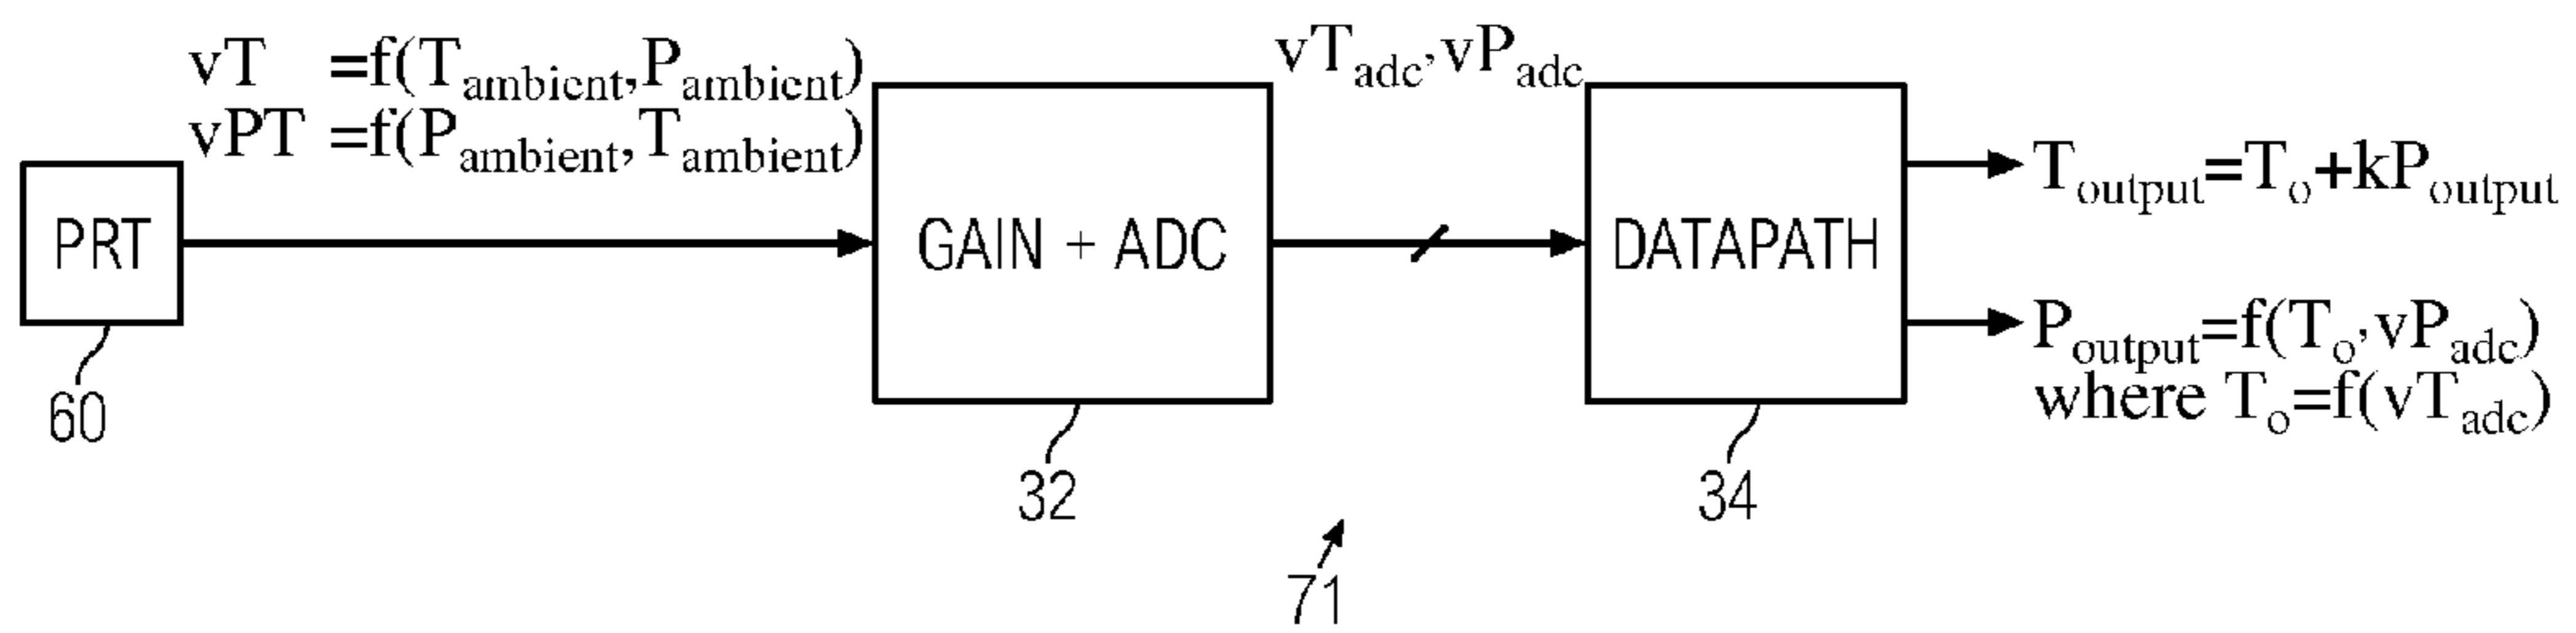 vT =f(Tambient,Pambient)
vPT =f(Pambient,Tambient)
vTadc,vPadc
PRT
GAIN + ADC
DATAPATH
Toutput=To+kPoutput
Poutput=f(To,vPadc)
where To=f(vTadc)
60
32
34
71